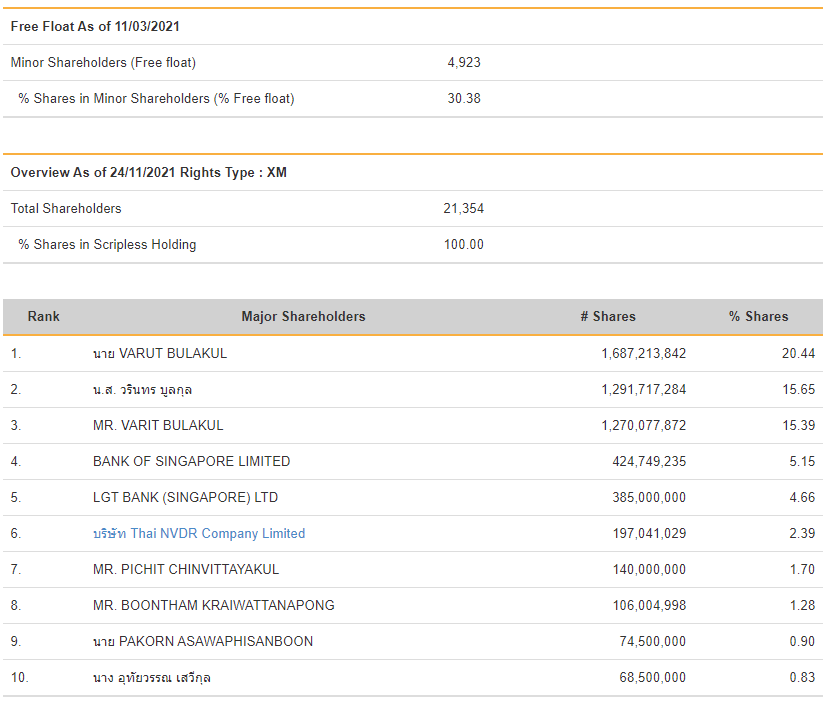 Free Float As of 11/03/2021
Minor Shareholders (Free float) 4,923
% Shares in Minor Shareholders (% Free float) 30.38
Overview As of 24/11/2021 Rights Type : XM
Total Shareholders 21,354
% Shares in Scripless Holding 100.00
Rank Major Shareholders # Shares % Shares
1. นาย VARUT BULAKUL 1,687,213,842 20.44
2. น.ส. วรินทร บูลกุล 1,291,717,284 15.65
3. MR. VARIT BULAKUL 1,270,077,872 15.39
4. BANK OF SINGAPORE LIMITED 424,749,235 5.15
5. LGT BANK (SINGAPORE) LTD 385,000,000 4.66
6. บริษัท Thai NVDR Company Limited 197,041,029 2.39
7. MR. PICHIT CHINVITTAYAKUL 140,000,000 1.70
8. MR. BOONTHAM KRAIWATTANAPONG 106,004,998 1.28
9. นาย PAKORN ASAWAPHISANBOON 74,500,000 0.90
10. นาง อุทัยวรรณ เสวีกุล 68,500,000 0.83